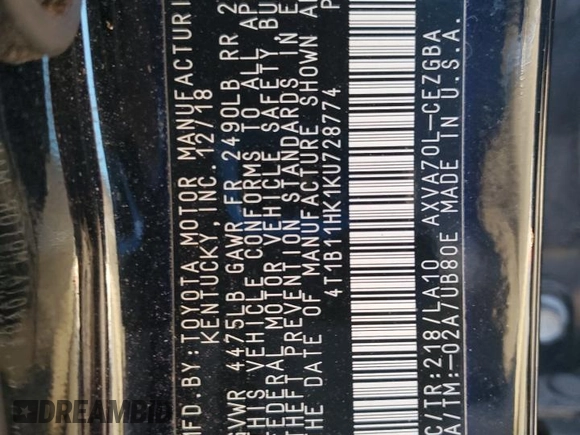 MFD.BY:TOYOTA MOTOR MANUFACTURI
KENTUCKY, INC. 12/18
GVWR 4475LB GAWR FR 2490LB RR 2
THIS VEHICLE CONFORMS TO ALL AP
FEDERAL MOTOR VEHICLE SAFETY, BU
THEFT PREVENTION STANDARDS IN E
THE DATE OF MANUFACTURE SHOWN A
4T1B11HK1KU728774 P
C/TR:218/LA10 AXVA70L-CEZGBA
A/TM:-02A/UB80E MADE IN U.S.A.
DREAMBID